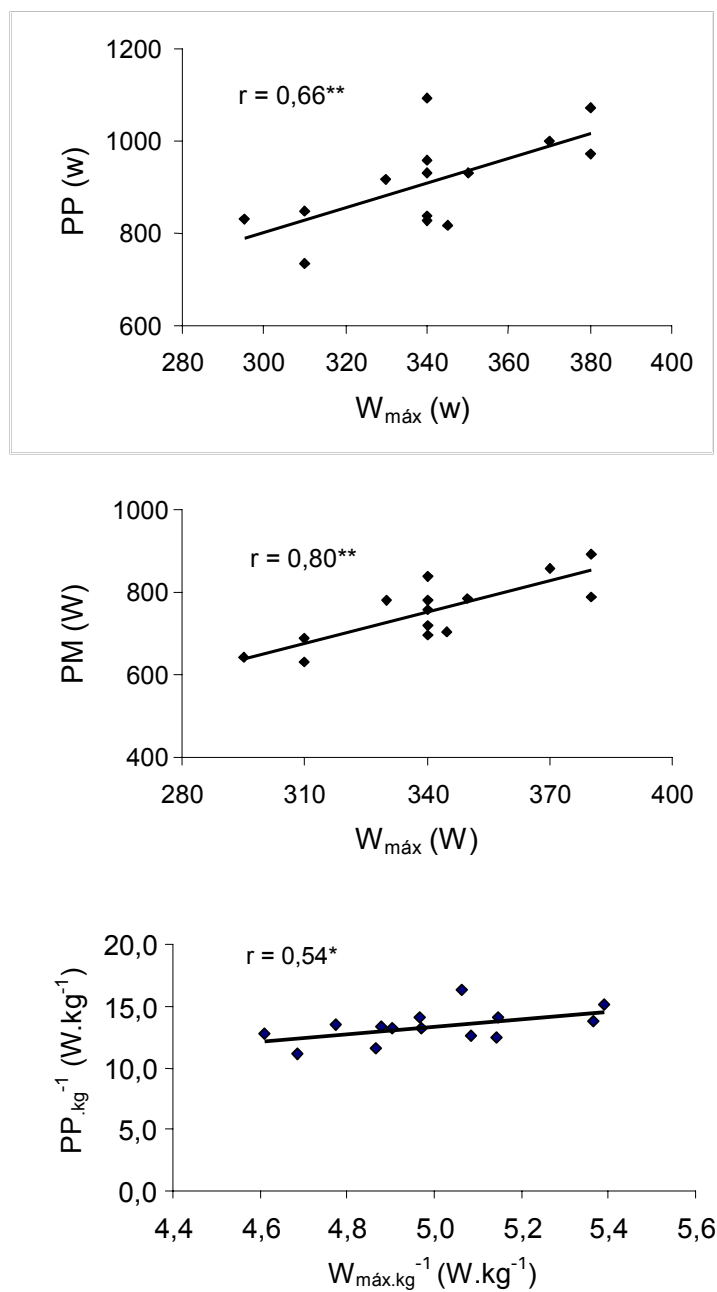 1200
1000
800
600
PP (w)
r = 0,66**
280 300 320 340 360 380 400
Wmáx (w)
1000
800
600
400
PM (W)
r = 0,80**
280 310 340 370 400
Wmáx (W)
20,0
15,0
10,0
5,0
0,0
PP.kg-1 (W.kg-1)
r = 0,54*
4,4 4,6 4,8 5,0 5,2 5,4 5,6
Wmáx.kg-1 (W.kg-1)